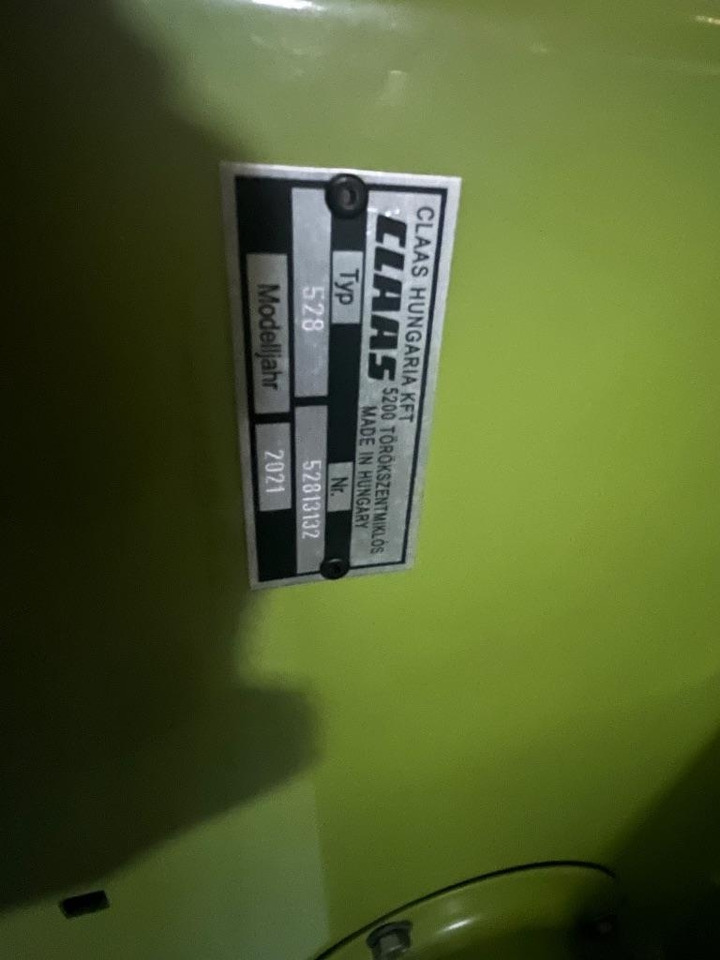 CLAAS HUNGARIA KFT
CLAAS 5200 TÖRÖKSZENTMIKLÓS
MADE IN HUNGARY
Typ Nr.
528 52813132
Modelljahr 2021